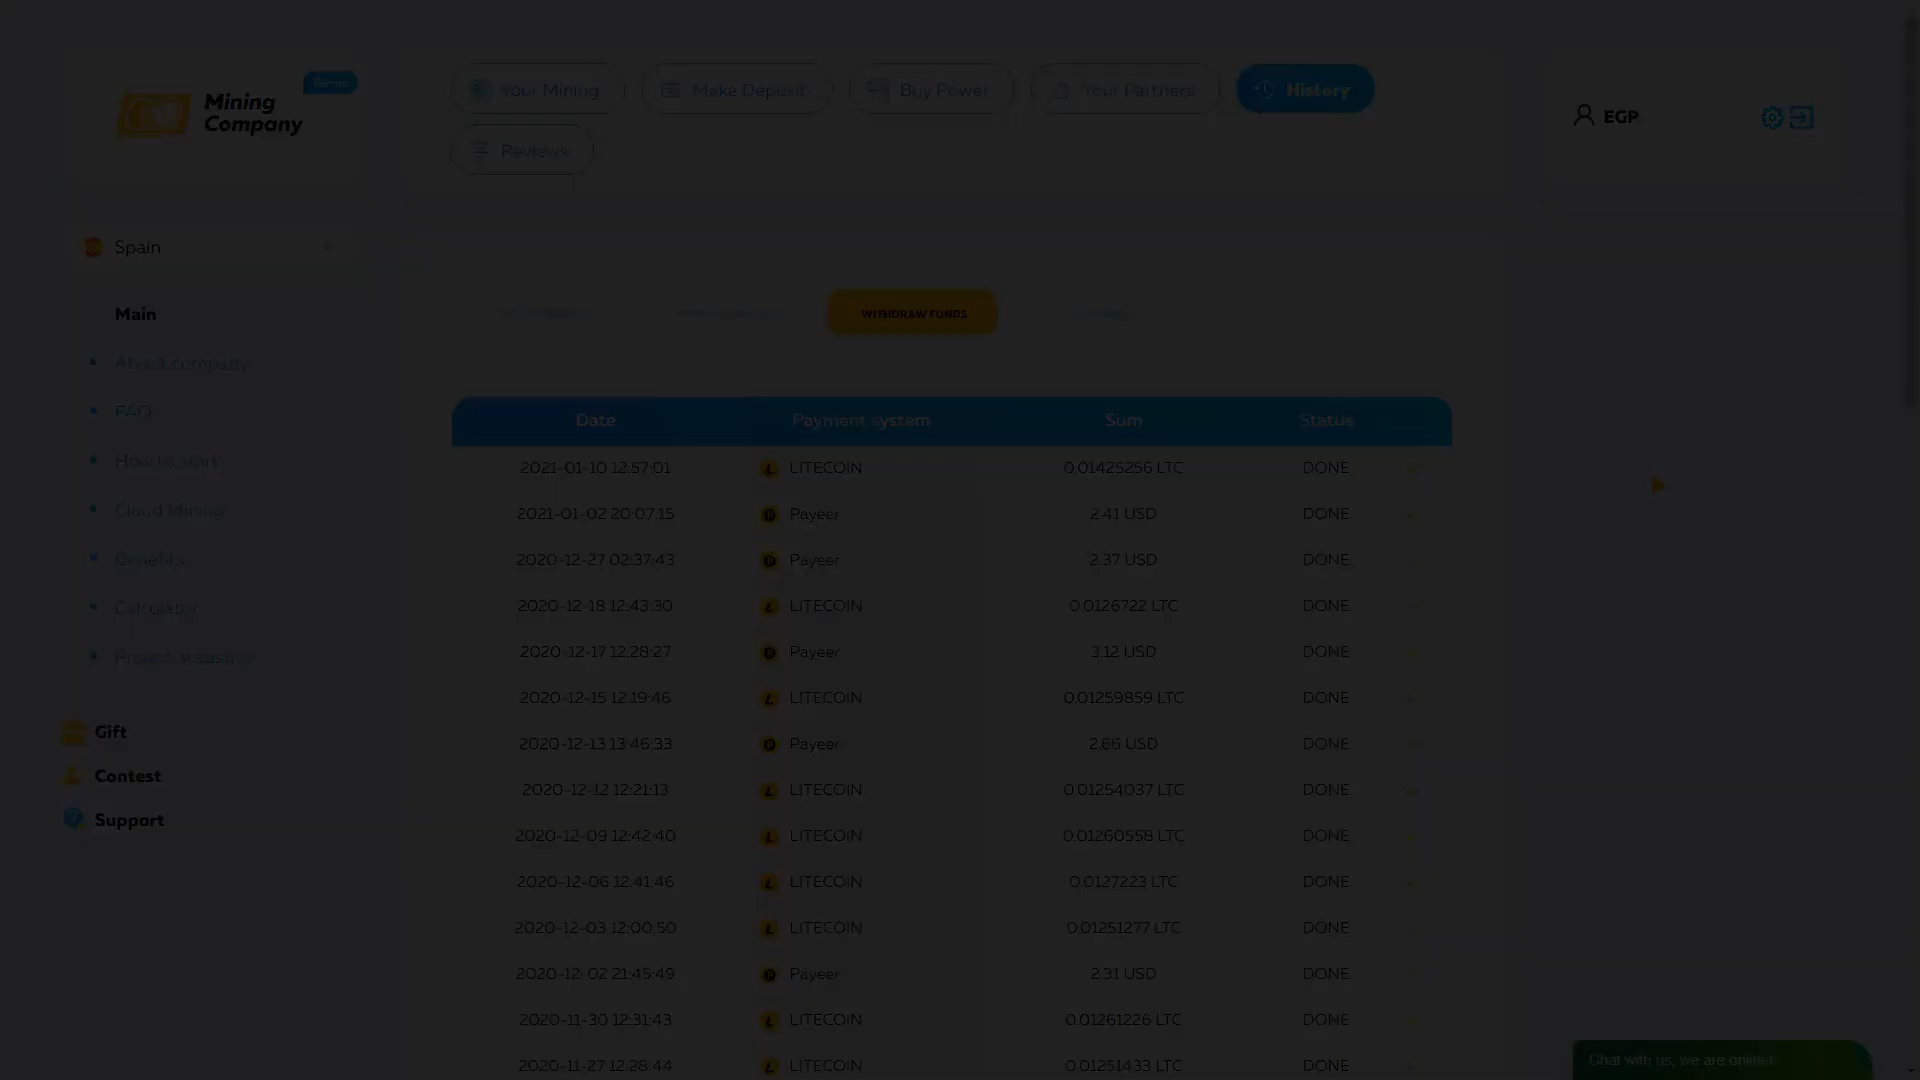 Mining
Company
Your Mining
Make Deposit
Buy Power
Your Partners
History
Reviews
EGP
Spain
Main
About company
FAQ
How to start
Cloud Mining
Benefits
Calculator
Gift
Contest
Support
WITHDRAW FUNDS
Date Payment system Sum Status
2021-01-10 12:57:01 LITECOIN 0.01425256 LTC DONE
2021-01-02 20:07:15 Payeer 2.41 USD DONE
2020-12-27 02:37:43 Payeer 2.37 USD DONE
2020-12-18 12:43:30 LITECOIN 0.0126722 LTC DONE
2020-12-17 12:28:27 Payeer 3.12 USD DONE
2020-12-15 12:19:46 LITECOIN 0.01259859 LTC DONE
2020-12-13 13:46:33 Payeer 2.66 USD DONE
2020-12-12 12:21:13 LITECOIN 0.01254037 LTC DONE
2020-12-09 12:42:40 LITECOIN 0.01260558 LTC DONE
2020-12-06 12:41:46 LITECOIN 0.0127223 LTC DONE
2020-12-03 12:00:50 LITECOIN 0.01251277 LTC DONE
2020-12-02 21:45:49 Payeer 2.31 USD DONE
2020-11-30 12:31:43 LITECOIN 0.01261226 LTC DONE
2020-11-27 12:28:44 LITECOIN 0.01251433 LTC DONE
Chat with us, we are online!